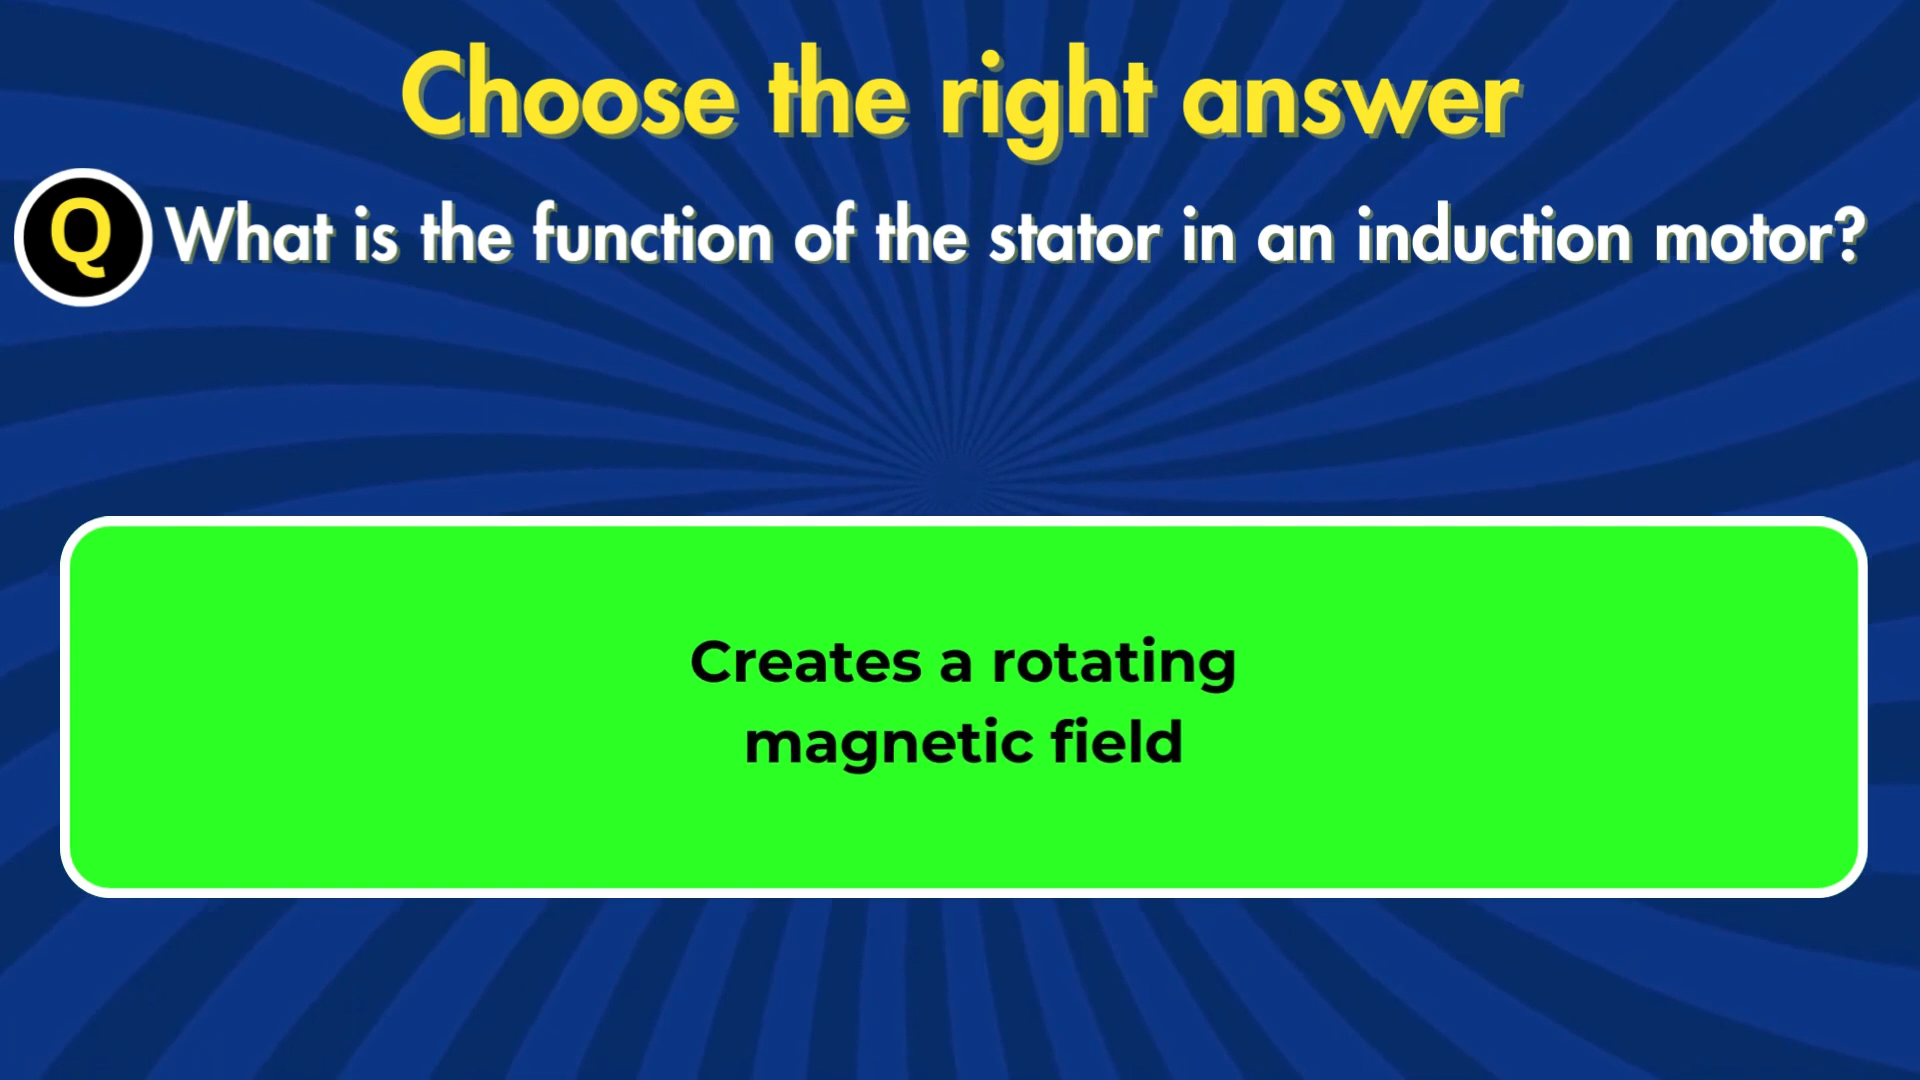 Choose the right answer
Q What is the function of the stator in an induction motor?
Creates a rotating
magnetic field